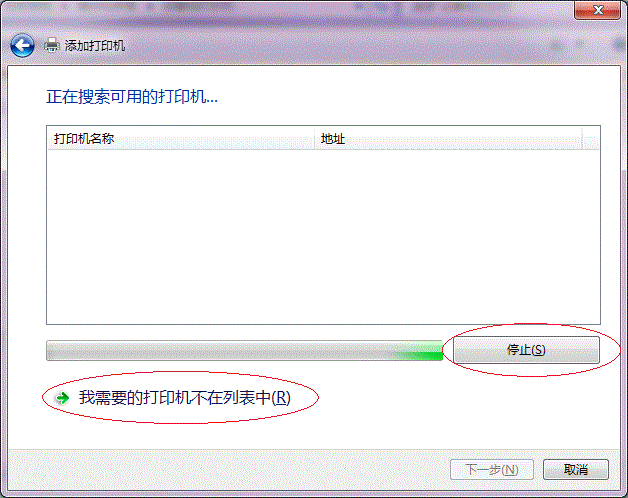 添加打印机
正在搜索可用的打印机...
打印机名称 地址
停止(S)
我需要的打印机不在列表中(R)
下一步(N) 取消